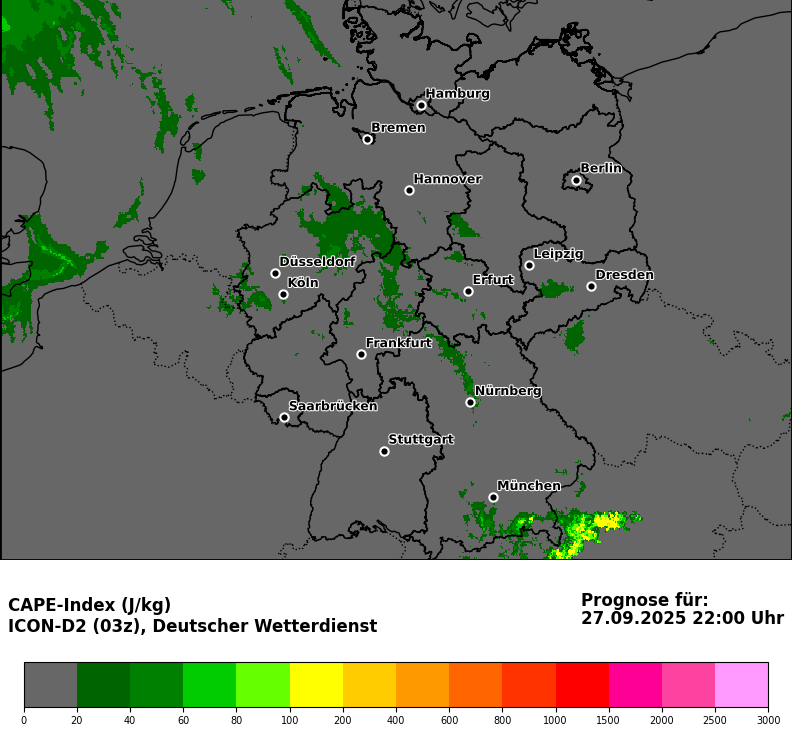 Hamburg
Bremen
Berlin
Hannover
Leipzig
Düsseldorf
Dresden
Erfurt
Köln
Frankfurt
Nürnberg
Saarbrücken
Stuttgart
München
CAPE-Index (J/kg)
ICON-D2 (03z), Deutscher Wetterdienst
Prognose für:
27.09.2025 22:00 Uhr
0 20 40 60 80 100 200 400 600 800 1000 1500 2000 2500 3000